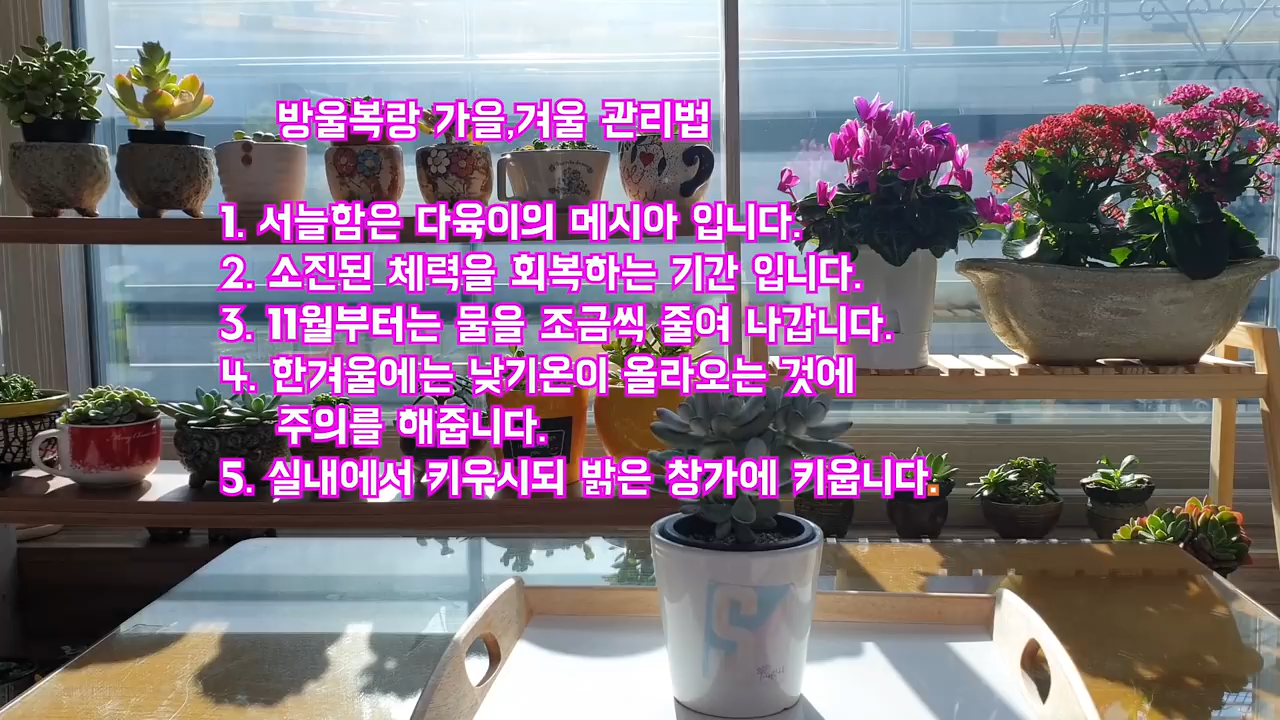 방울복랑 가을,겨울 관리법
1. 서늘함은 다육이의 메시아 입니다.
2. 소진된 체력을 회복하는 기간 입니다.
3. 11월부터는 물을 조금씩 줄여 나갑니다.
4. 한겨울에는 낮기온이 올라오는 것에
주의를 해줍니다.
5. 실내에서 키우시되 밝은 창가에 키웁니다.